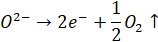 O²⁻ → 2e⁻ + ½O₂ ↑